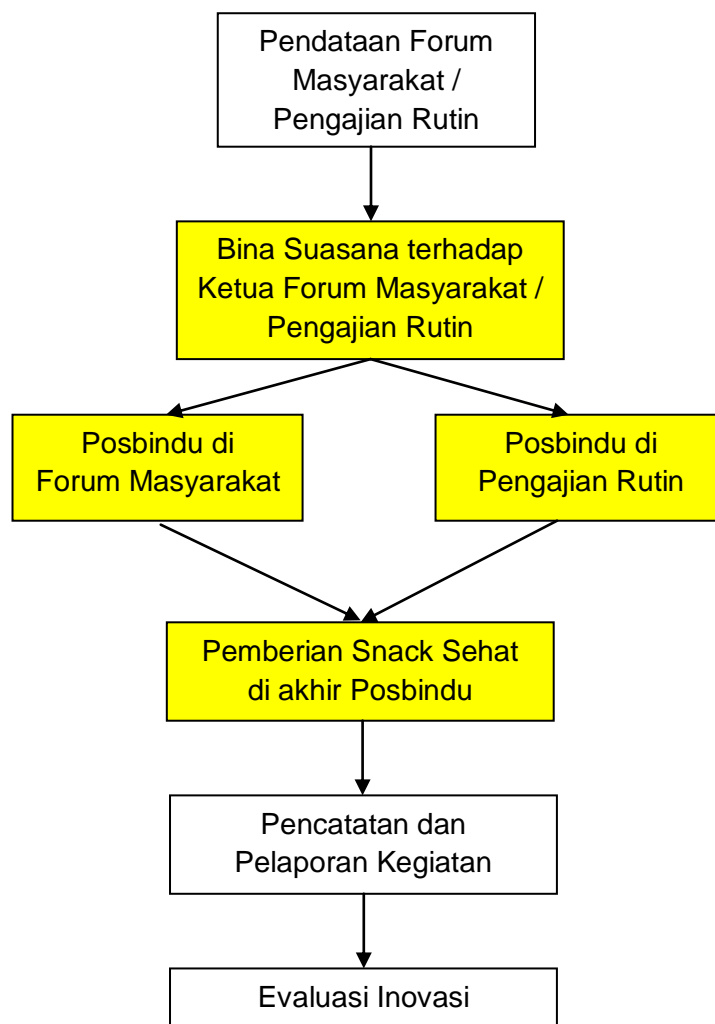 Pendataan Forum
Masyarakat /
Pengajian Rutin
Bina Suasana terhadap
Ketua Forum Masyarakat /
Pengajian Rutin
Posbindu di
Forum Masyarakat
Posbindu di
Pengajian Rutin
Pemberian Snack Sehat
di akhir Posbindu
Pencatatan dan
Pelaporan Kegiatan
Evaluasi Inovasi